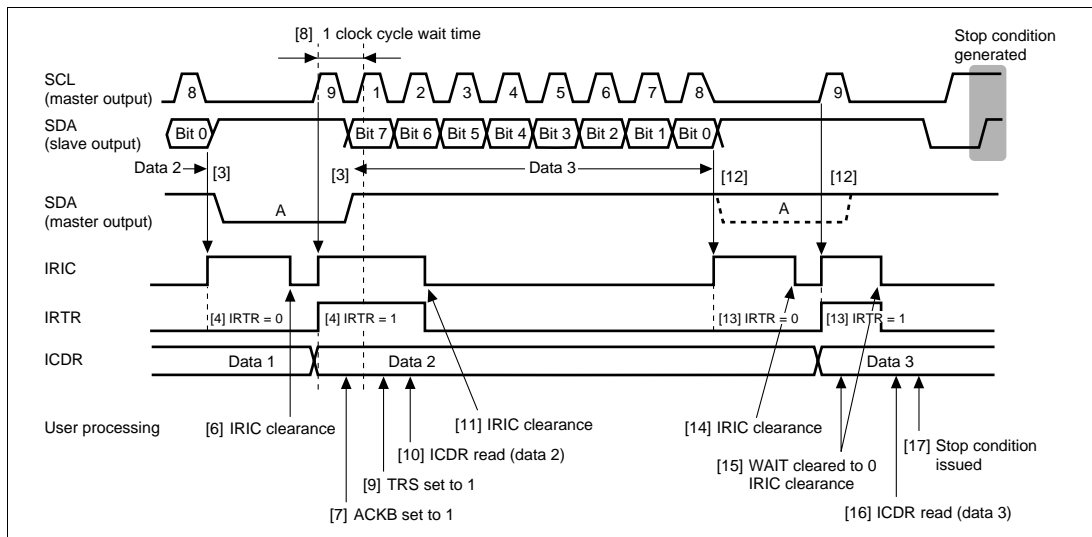 [8] 1 clock cycle wait time
Stop condition
generated
SCL
(master output)
8 9 1 2 3 4 5 6 7 8 9
SDA
(slave output)
Bit 0 Bit 7 Bit 6 Bit 5 Bit 4 Bit 3 Bit 2 Bit 1 Bit 0
Data 2 [3] [3] Data 3 [12] [12]
SDA
(master output)
A A
IRIC
IRTR
[4] IRTR = 0 [4] IRTR = 1 [13] IRTR = 0 [13] IRTR = 1
ICDR
Data 1 Data 2 Data 3
User processing
[6] IRIC clearance
[11] IRIC clearance
[14] IRIC clearance
[17] Stop condition
issued
[10] ICDR read (data 2)
[15] WAIT cleared to 0
IRIC clearance
[9] TRS set to 1
[16] ICDR read (data 3)
[7] ACKB set to 1